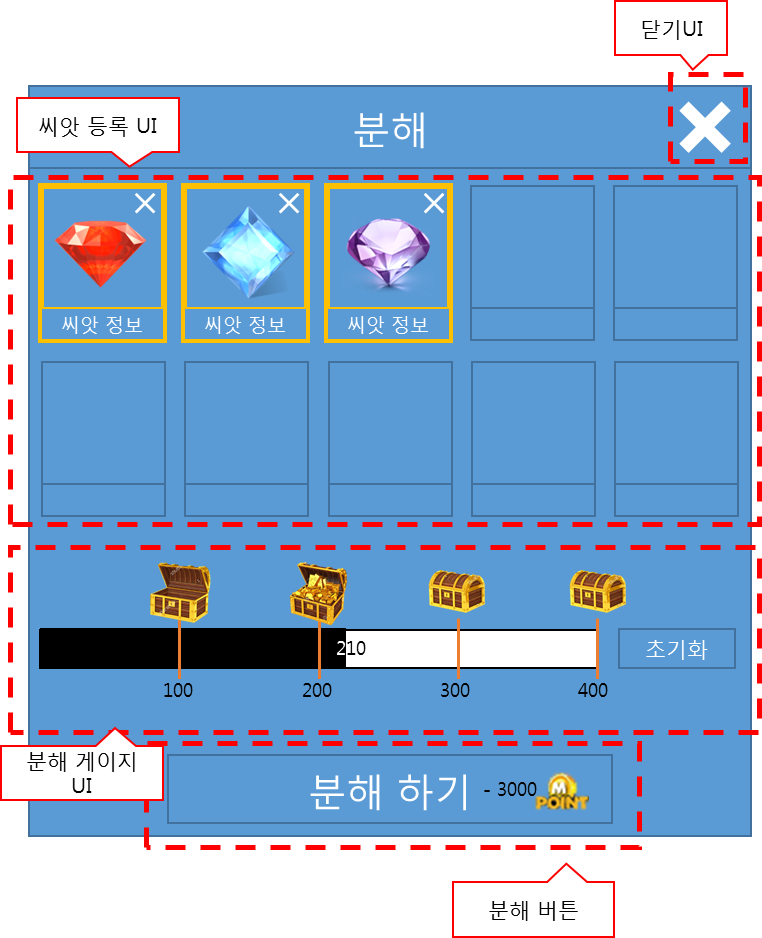 닫기UI
씨앗 등록 UI
분해
씨앗 정보
씨앗 정보
씨앗 정보
210
초기화
100
200
300
400
분해 게이지
UI
분해 하기
- 3000
M
POINT
분해 버튼